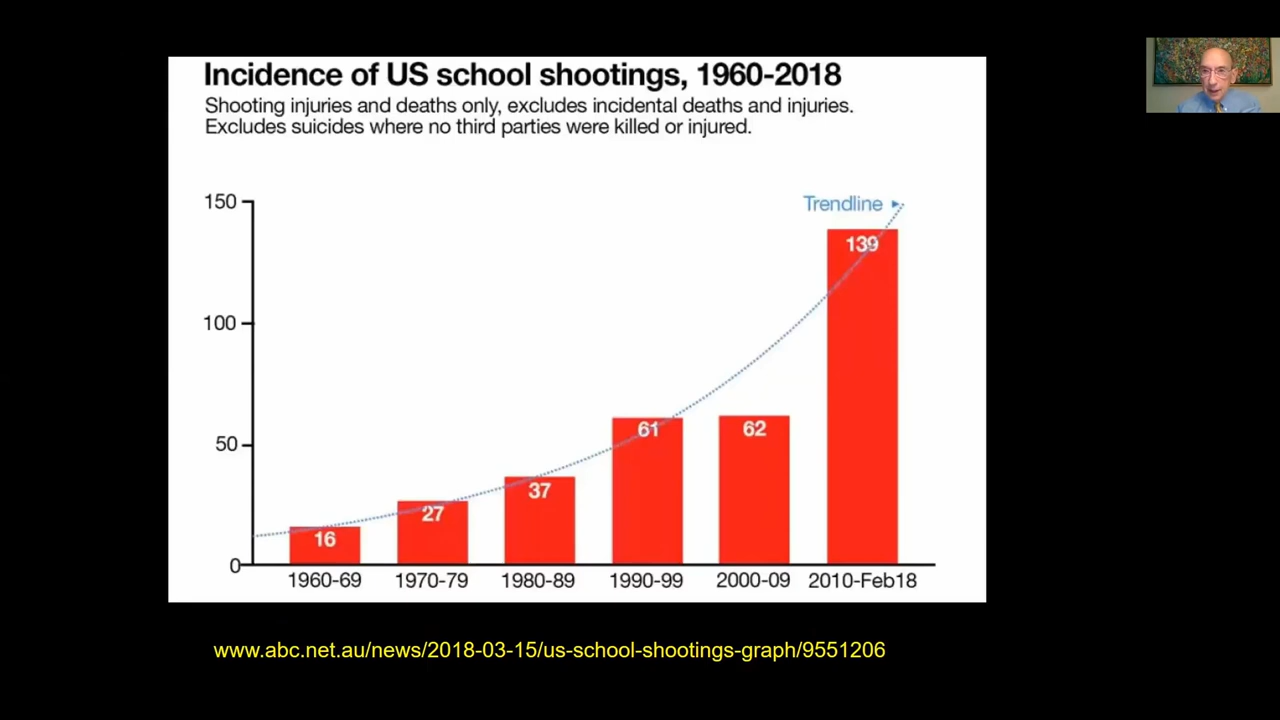 Incidence of US school shootings, 1960-2018
Shooting injuries and deaths only, excludes incidental deaths and injuries.
Excludes suicides where no third parties were killed or injured.
150
Trendline
139
100
50
61
62
37
27
16
0
1960-69 1970-79 1980-89 1990-99 2000-09 2010-Feb18
www.abc.net.au/news/2018-03-15/us-school-shootings-graph/9551206